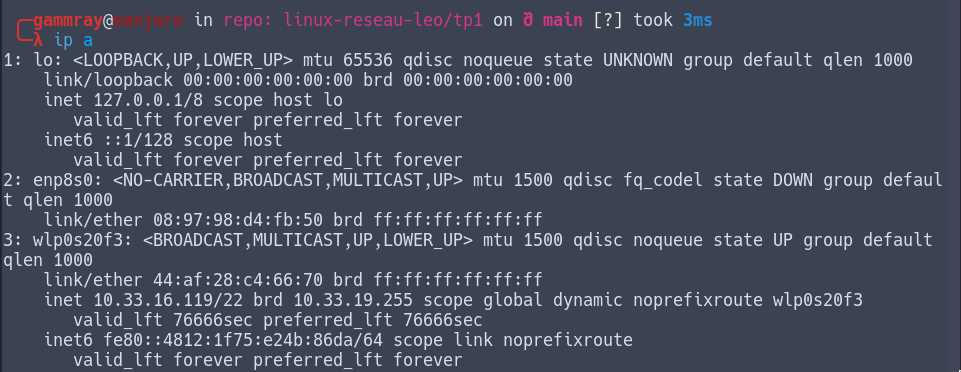 gammray@manjaro in repo: linux-reseau-leo/tp1 on main [?] took 3ms
λ ip a
1: lo: <LOOPBACK,UP,LOWER_UP> mtu 65536 qdisc noqueue state UNKNOWN group default qlen 1000
link/loopback 00:00:00:00:00:00 brd 00:00:00:00:00:00
inet 127.0.0.1/8 scope host lo
valid_lft forever preferred_lft forever
inet6 ::1/128 scope host
valid_lft forever preferred_lft forever
2: enp8s0: <NO-CARRIER,BROADCAST,MULTICAST,UP> mtu 1500 qdisc fq_codel state DOWN group defaul
t qlen 1000
link/ether 08:97:98:d4:fb:50 brd ff:ff:ff:ff:ff:ff
3: wlp0s20f3: <BROADCAST,MULTICAST,UP,LOWER_UP> mtu 1500 qdisc noqueue state UP group default
qlen 1000
link/ether 44:af:28:c4:66:70 brd ff:ff:ff:ff:ff:ff
inet 10.33.16.119/22 brd 10.33.19.255 scope global dynamic noprefixroute wlp0s20f3
valid_lft 76666sec preferred_lft 76666sec
inet6 fe80::4812:1f75:e24b:86da/64 scope link noprefixroute
valid_lft forever preferred_lft forever